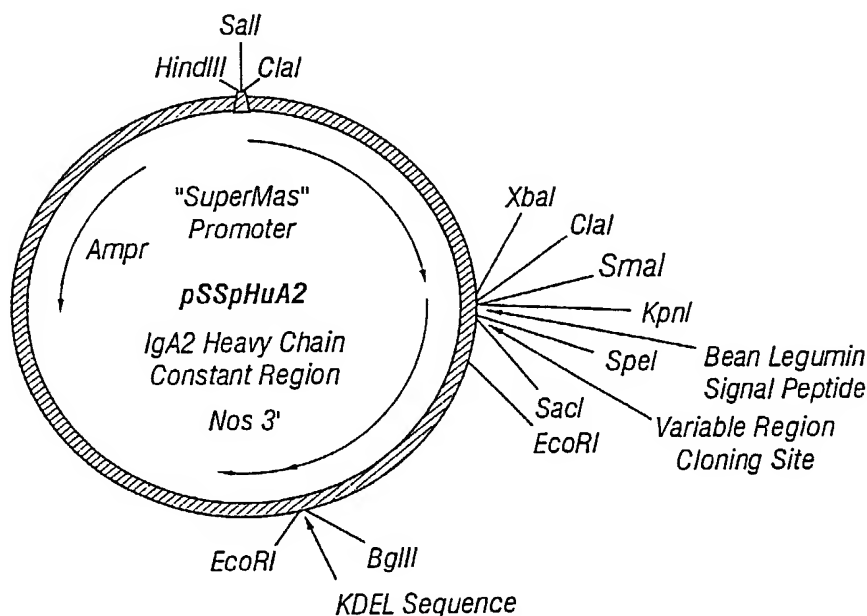 SalI
HindIII
ClaI
"SuperMas"
Promoter
Ampr
pSSpHuA2
IgA2 Heavy Chain
Constant Region
Nos 3'
XbaI
ClaI
SmaI
KpnI
Bean Legumin
Signal Peptide
SpeI
Variable Region
Cloning Site
SacI
EcoRI
EcoRI
BglII
KDEL Sequence